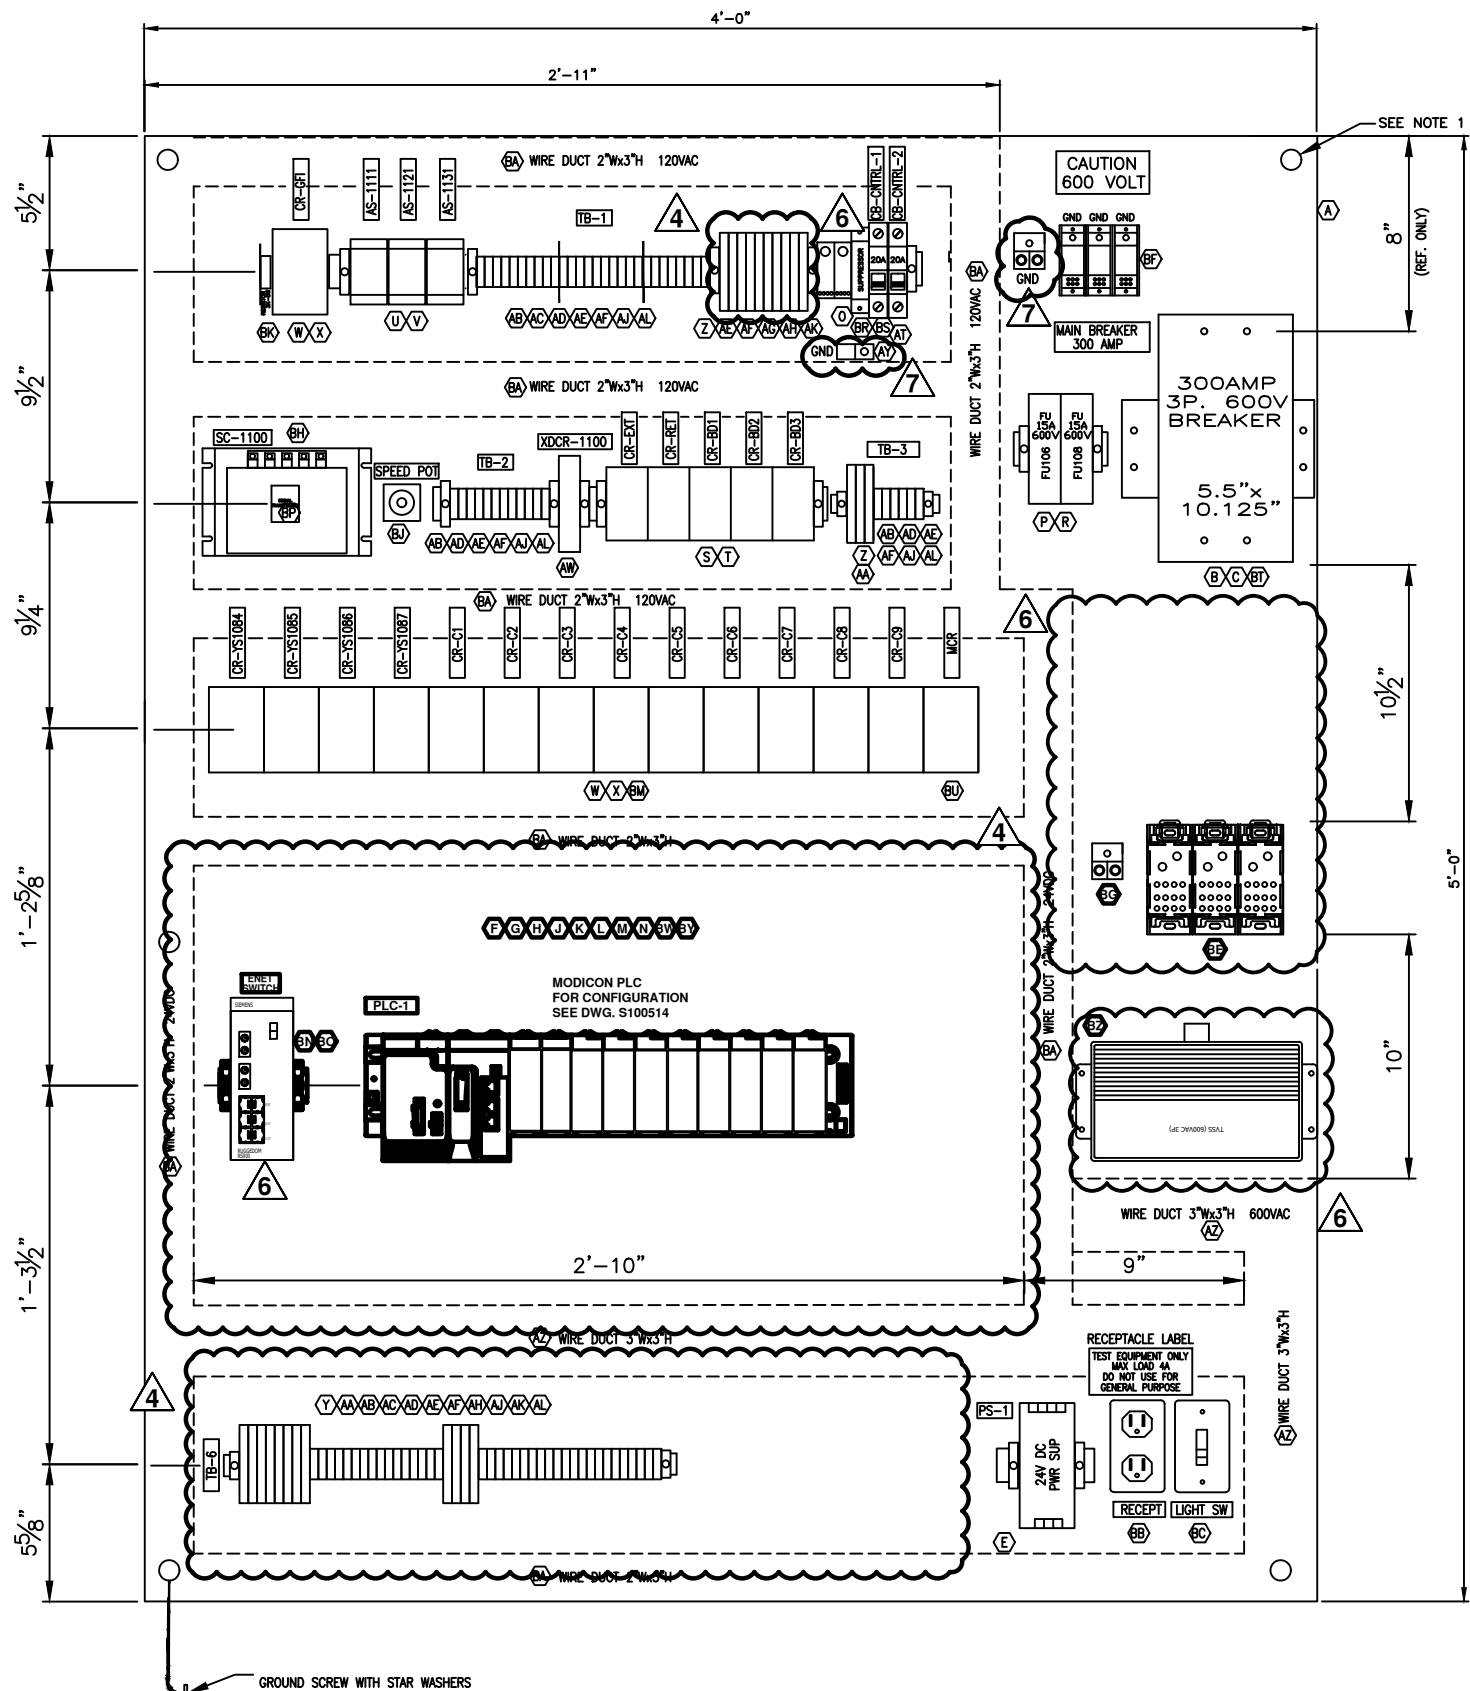 4'-0"
2'-11"
SEE NOTE 1
5½"
9½"
9¼"
1'-2⅝"
1'-3½"
5⅝"
BA WIRE DUCT 2"Wx3"H 120VAC
CR-GFI
AS-1111
AS-1121
AS-1131
TB-1
4
6
CB-CNTRL-1
CB-CNTRL-2
CAUTION
600 VOLT
A
8"
(REF. ONLY)
GND GND GND
BF
GND
7
SUPPRESSOR
20A 20A
BA
WIRE DUCT 2"Wx3"H 120VAC
BK W X
U V
AB AC AD AE AF AJ AL
Z AE AF AG AH AK
O
BR BS AT
GND AY
7
MAIN BREAKER
300 AMP
300AMP
3P. 600V
BREAKER
5.5"x
10.125"
BA WIRE DUCT 2"Wx3"H 120VAC
SC-1100
BH
BP
SPEED POT
BJ
TB-2
XDCR-1100
CR-EXT
CR-RET
CR-BD1
CR-BD2
CR-BD3
TB-3
FU 15A 600V FU106
FU 15A 600V FU108
P R
AB AD AE AF AJ AL
AW
S T
Z
AA
AB AD AE
AF AJ AL
B C BT
BA WIRE DUCT 2"Wx3"H 120VAC
6
CR-YS1084
CR-YS1085
CR-YS1086
CR-YS1087
CR-C1
CR-C2
CR-C3
CR-C4
CR-C5
CR-C6
CR-C7
CR-C8
CR-C9
MCR
10½"
W X BM
BU
BA WIRE DUCT 2"Wx3"H
4
5'-0"
BG
BE
F G H J K L M N BW BY
BA WIRE DUCT 2"Wx3"H 24VDC
MODICON PLC
FOR CONFIGURATION
SEE DWG. S100514
ENET
SWITCH
SIEMENS
PLC-1
BA WIRE DUCT 2"Wx3"H 24VDC
RUGGEDCOM
6
BZ
TVSS (600VAC 3P)
10"
WIRE DUCT 3"Wx3"H 600VAC
AZ
6
2'-10"
9"
AZ WIRE DUCT 3"Wx3"H
RECEPTACLE LABEL
TEST EQUIPMENT ONLY
MAX LOAD 4A
DO NOT USE FOR
GENERAL PURPOSE
AZ WIRE DUCT 3"Wx3"H
4
Y AA AB AC AD AE AF AH AJ AK AL
TB-6
PS-1
24V DC
PWR SUP
RECEPT
LIGHT SW
E
BB
BC
BA WIRE DUCT 2"Wx3"H
GROUND SCREW WITH STAR WASHERS